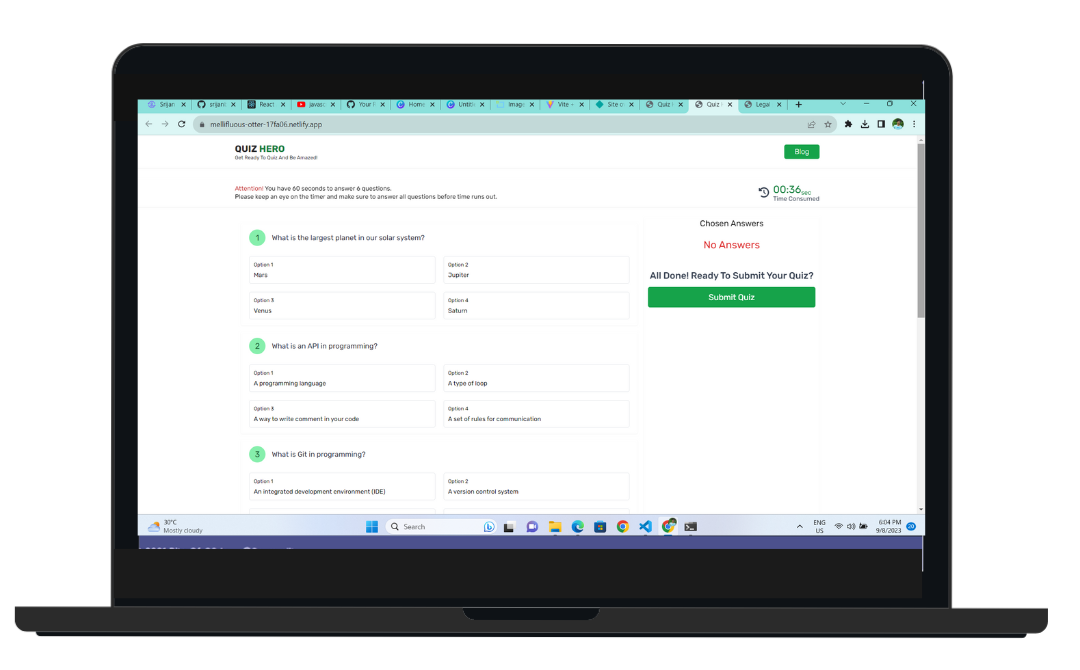 Srijan
srijant
React
javasc
Your F
Home
Untitl
Image
Vite -
Site o
Quiz
Quiz
Legal
mellifluous-otter-17fa06.netlify.app
QUIZ HERO
Get Ready To Quiz And Be Amazed!
Blog
Attention! You have 60 seconds to answer 6 questions.
Please keep an eye on the timer and make sure to answer all questions before time runs out.
00:36 sec
Time Consumed
1 What is the largest planet in our solar system?
Option 1
Mars
Option 2
Jupiter
Option 3
Venus
Option 4
Saturn
2 What is an API in programming?
Option 1
A programming language
Option 2
A type of loop
Option 3
A way to write comment in your code
Option 4
A set of rules for communication
3 What is Git in programming?
Option 1
An integrated development environment (IDE)
Option 2
A version control system
Chosen Answers
No Answers
All Done! Ready To Submit Your Quiz?
Submit Quiz
30°C
Mostly cloudy
Search
ENG
US
6:04 PM
9/8/2023
20